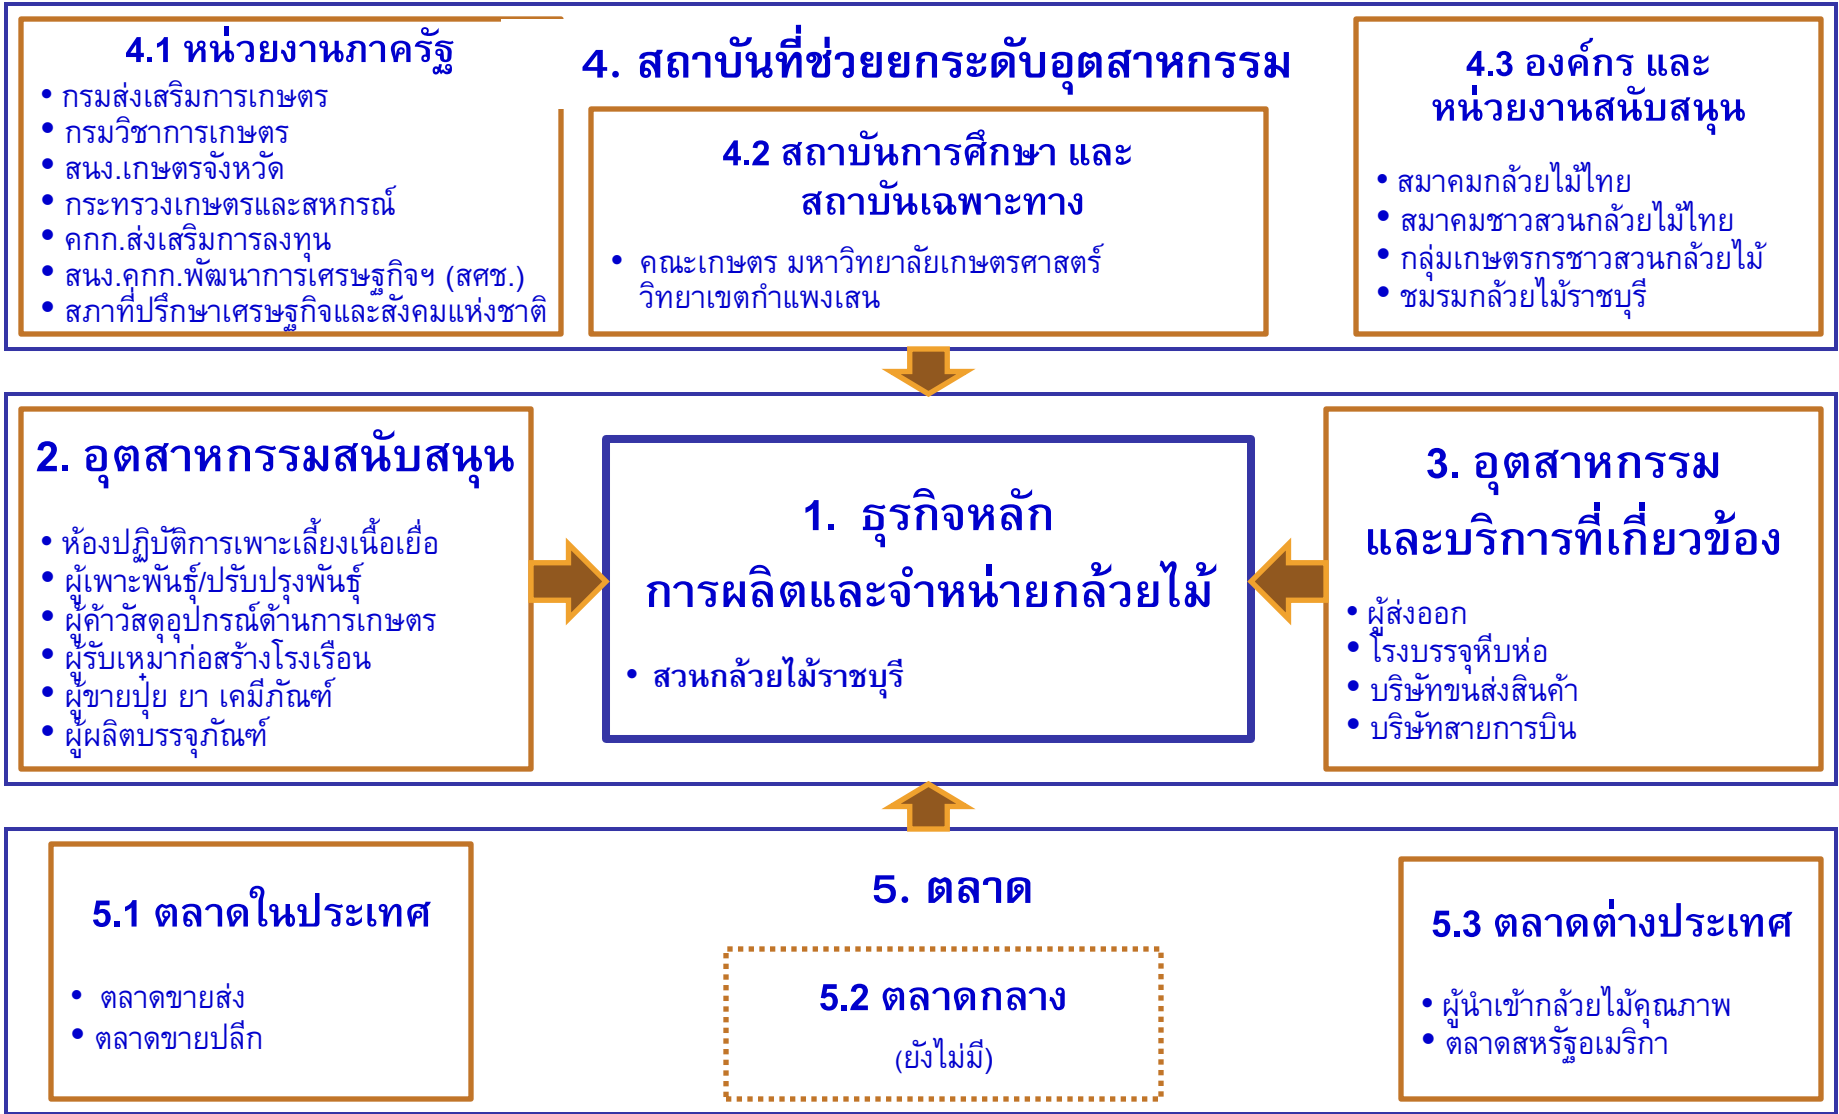 4.1 หน่วยงานภาครัฐ
• กรมส่งเสริมการเกษตร
• กรมวิชาการเกษตร
• สนง.เกษตรจังหวัด
• กระทรวงเกษตรและสหกรณ์
• คกก.ส่งเสริมการลงทุน
• สนง.คกก.พัฒนาการเศรษฐกิจฯ (สศช.)
• สภาที่ปรึกษาเศรษฐกิจและสังคมแห่งชาติ
4. สถาบันที่ช่วยยกระดับอุตสาหกรรม
4.2 สถาบันการศึกษา และ
สถาบันเฉพาะทาง
• คณะเกษตร มหาวิทยาลัยเกษตรศาสตร์
วิทยาเขตกำแพงเสน
4.3 องค์กร และ
หน่วยงานสนับสนุน
• สมาคมกล้วยไม้ไทย
• สมาคมชาวสวนกล้วยไม้ไทย
• กลุ่มเกษตรกรชาวสวนกล้วยไม้
• ชมรมกล้วยไม้ราชบุรี
2. อุตสาหกรรมสนับสนุน
• ห้องปฏิบัติการเพาะเลี้ยงเนื้อเยื่อ
• ผู้เพาะพันธุ์/ปรับปรุงพันธุ์
• ผู้ค้าวัสดุอุปกรณ์ด้านการเกษตร
• ผู้รับเหมาก่อสร้างโรงเรือน
• ผู้ขายปุ๋ย ยา เคมีภัณฑ์
• ผู้ผลิตบรรจุภัณฑ์
1. ธุรกิจหลัก
การผลิตและจำหน่ายกล้วยไม้
• สวนกล้วยไม้ราชบุรี
3. อุตสาหกรรม
และบริการที่เกี่ยวข้อง
• ผู้ส่งออก
• โรงบรรจุหีบห่อ
• บริษัทขนส่งสินค้า
• บริษัทสายการบิน
5.1 ตลาดในประเทศ
• ตลาดขายส่ง
• ตลาดขายปลีก
5. ตลาด
5.2 ตลาดกลาง
(ยังไม่มี)
5.3 ตลาดต่างประเทศ
• ผู้นำเข้ากล้วยไม้คุณภาพ
• ตลาดสหรัฐอเมริกา